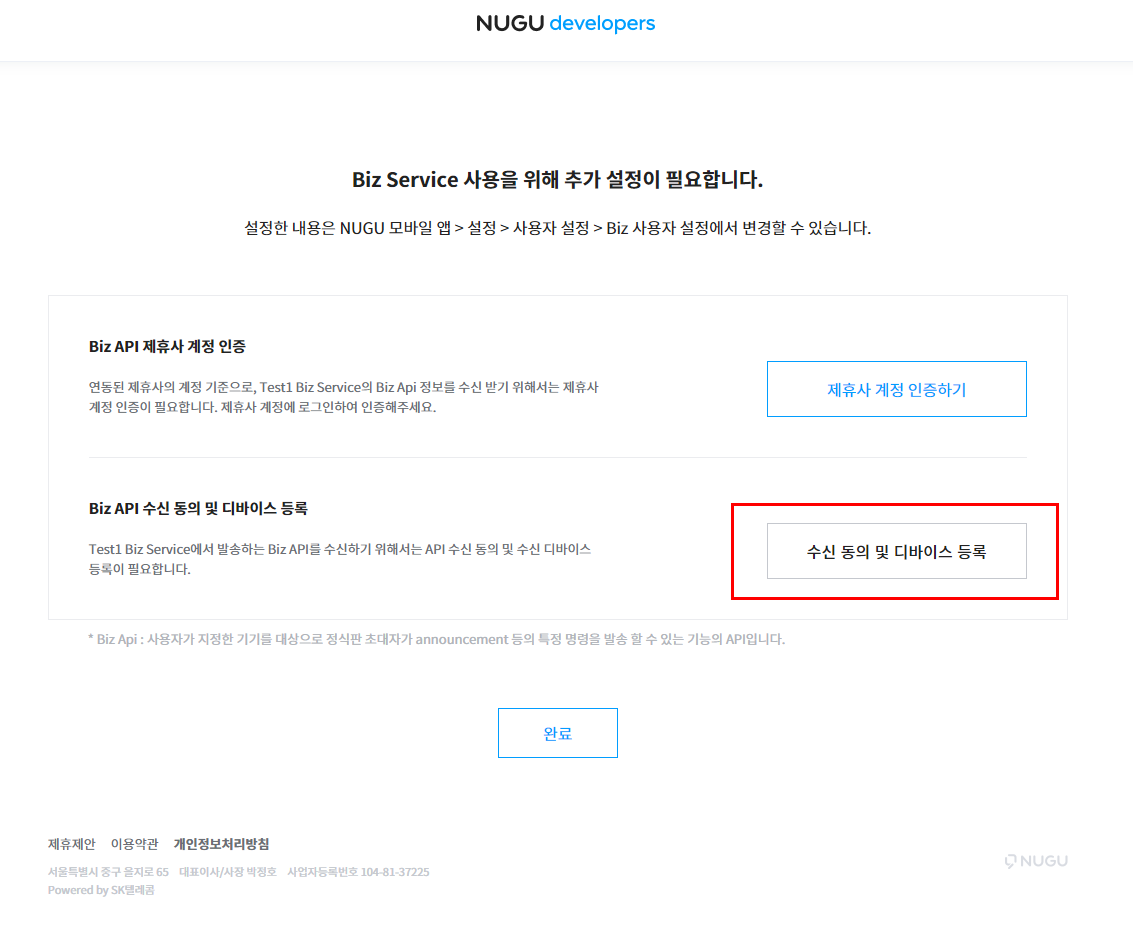 NUGU developers
Biz Service 사용을 위해 추가 설정이 필요합니다.
설정한 내용은 NUGU 모바일 앱 > 설정 > 사용자 설정 > Biz 사용자 설정에서 변경할 수 있습니다.
Biz API 제휴사 계정 인증
연동된 제휴사의 계정 기준으로, Test1 Biz Service의 Biz Api 정보를 수신 받기 위해서는 제휴사
계정 인증이 필요합니다. 제휴사 계정에 로그인하여 인증해주세요.
제휴사 계정 인증하기
Biz API 수신 동의 및 디바이스 등록
Test1 Biz Service에서 발송하는 Biz API를 수신하기 위해서는 API 수신 동의 및 수신 디바이스
등록이 필요합니다.
수신 동의 및 디바이스 등록
* Biz Api : 사용자가 지정한 기기를 대상으로 정식판 초대자가 announcement 등의 특정 명령을 발송 할 수 있는 기능의 API입니다.
완료
제휴제안 이용약관 개인정보처리방침
서울특별시 중구 을지로 65 대표이사/사장 박정호 사업자등록번호 104-81-37225
Powered by SK텔레콤
NUGU